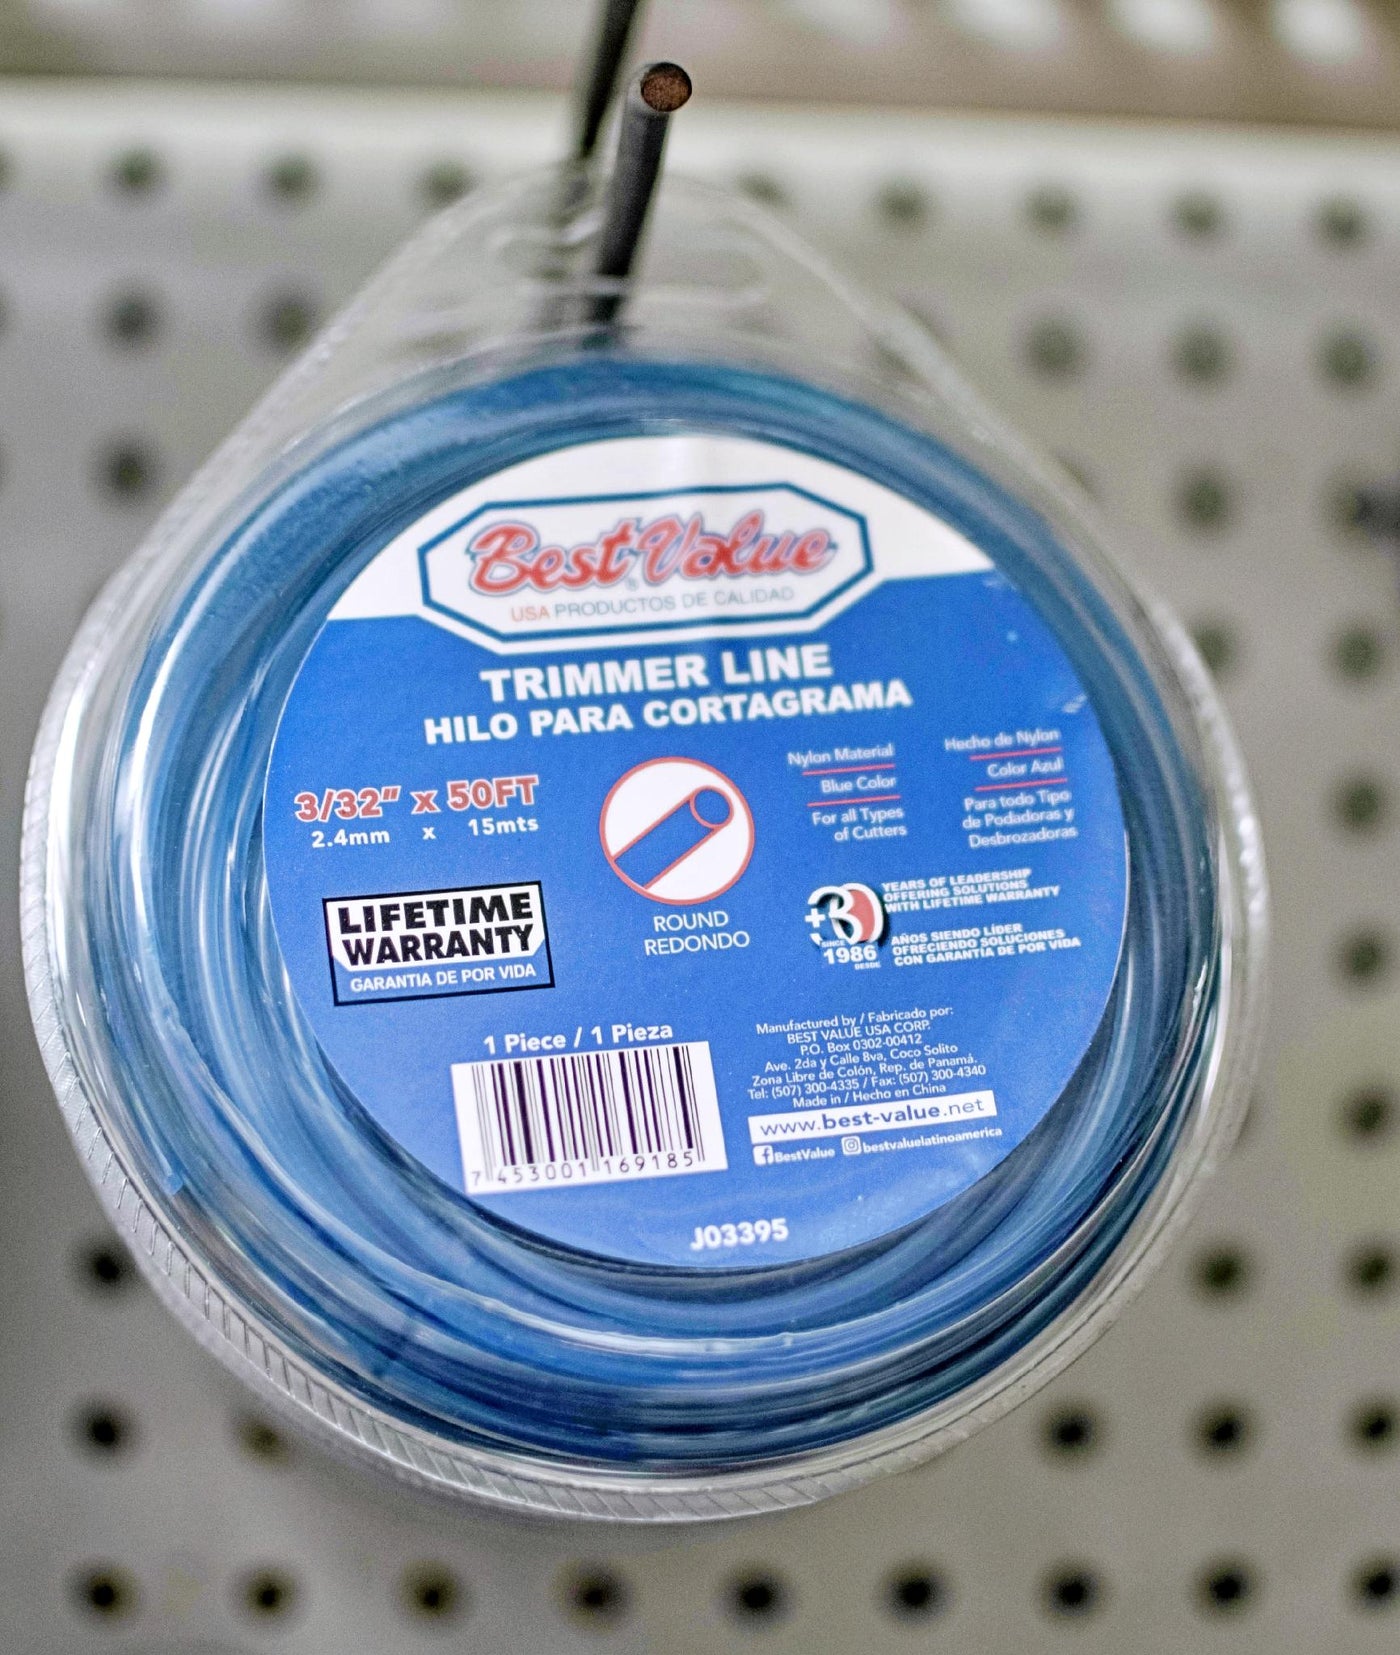 Best Value
®
USA PRODUCTOS DE CALIDAD
TRIMMER LINE
HILO PARA CORTAGRAMA
3/32" x 50FT
2.4mm x 15mts
ROUND
REDONDO
Nylon Material
Blue Color
For all Types
of Cutters
Hecho de Nylon
Color Azul
Para todo Tipo
de Podadoras y
Desbrozadoras
LIFETIME
WARRANTY
GARANTIA DE POR VIDA
+30
SINCE
1986
DESDE
YEARS OF LEADERSHIP
OFFERING SOLUTIONS
WITH LIFETIME WARRANTY
AÑOS SIENDO LÍDER
OFRECIENDO SOLUCIONES
CON GARANTIA DE POR VIDA
1 Piece / 1 Pieza
7 453001 169185
Manufactured by / Fabricado por:
BEST VALUE USA CORP.
P.O. Box 0302-00412
Ave. 2da y Calle 8va, Coco Solito
Zona Libre de Colón, Rep. de Panamá.
Tel: (507) 300-4335 / Fax: (507) 300-4340
Made in / Hecho en China
www.best-value.net
BestValue bestvaluelatinoamerica
J03395